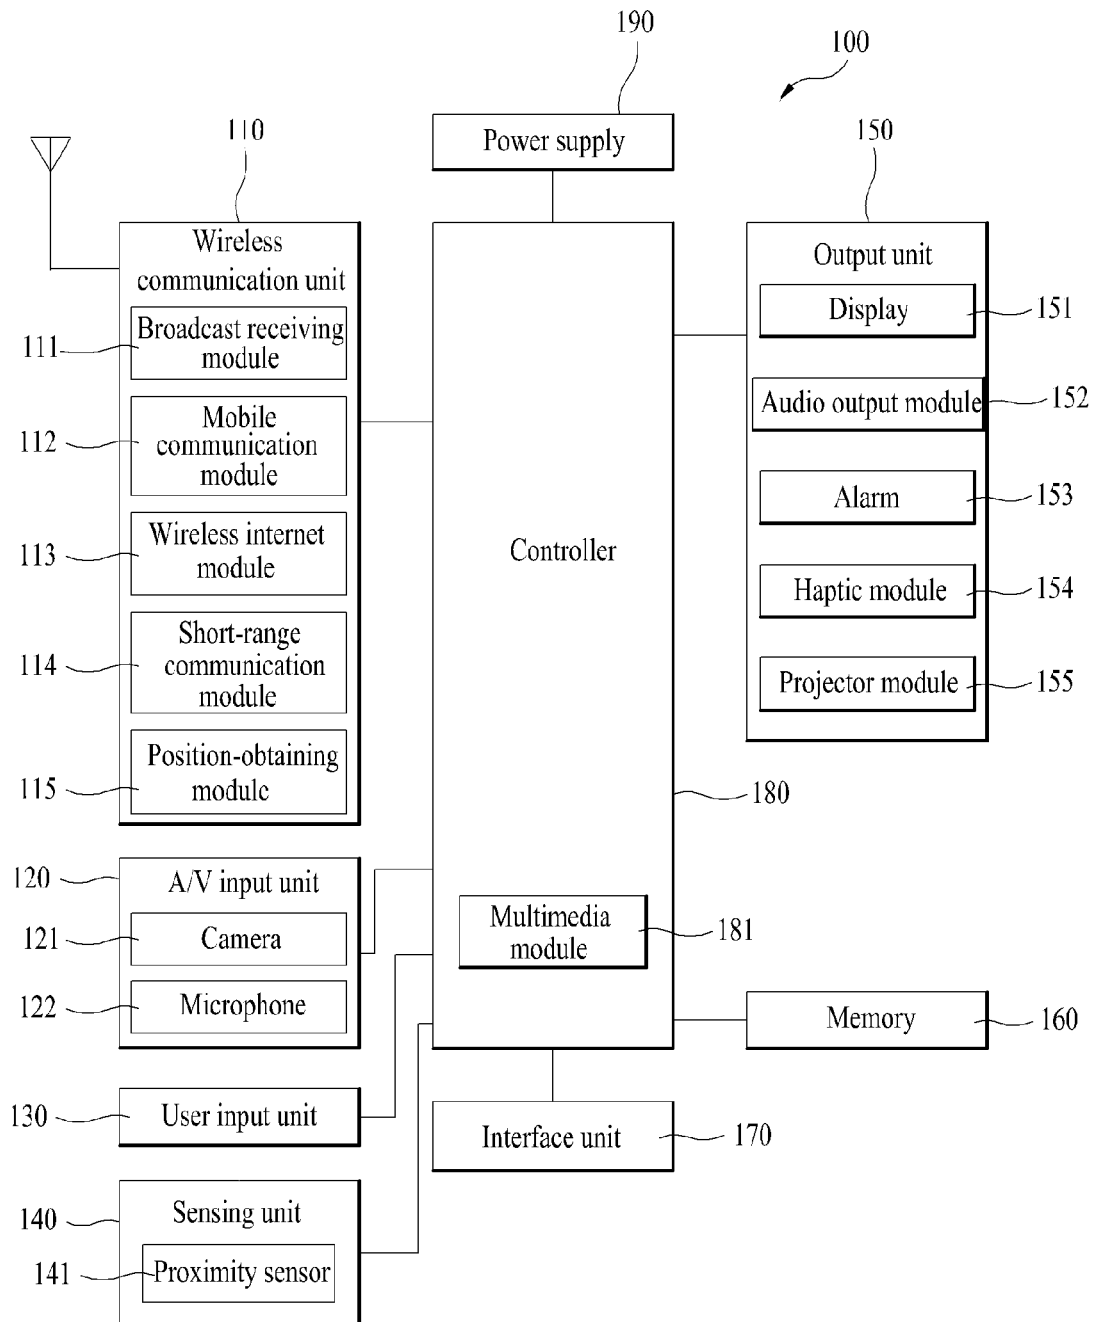 190
100
Power supply
110
150
Wireless
communication unit
Output unit
111
Broadcast receiving
module
Display
151
112
Mobile
communication
module
Audio output module
152
113
Wireless internet
module
Alarm
153
Controller
114
Short-range
communication
module
Haptic module
154
115
Position-obtaining
module
Projector module
155
180
120
A/V input unit
121
Camera
122
Microphone
Multimedia
module
181
Memory
160
130
User input unit
Interface unit
170
140
Sensing unit
141
Proximity sensor